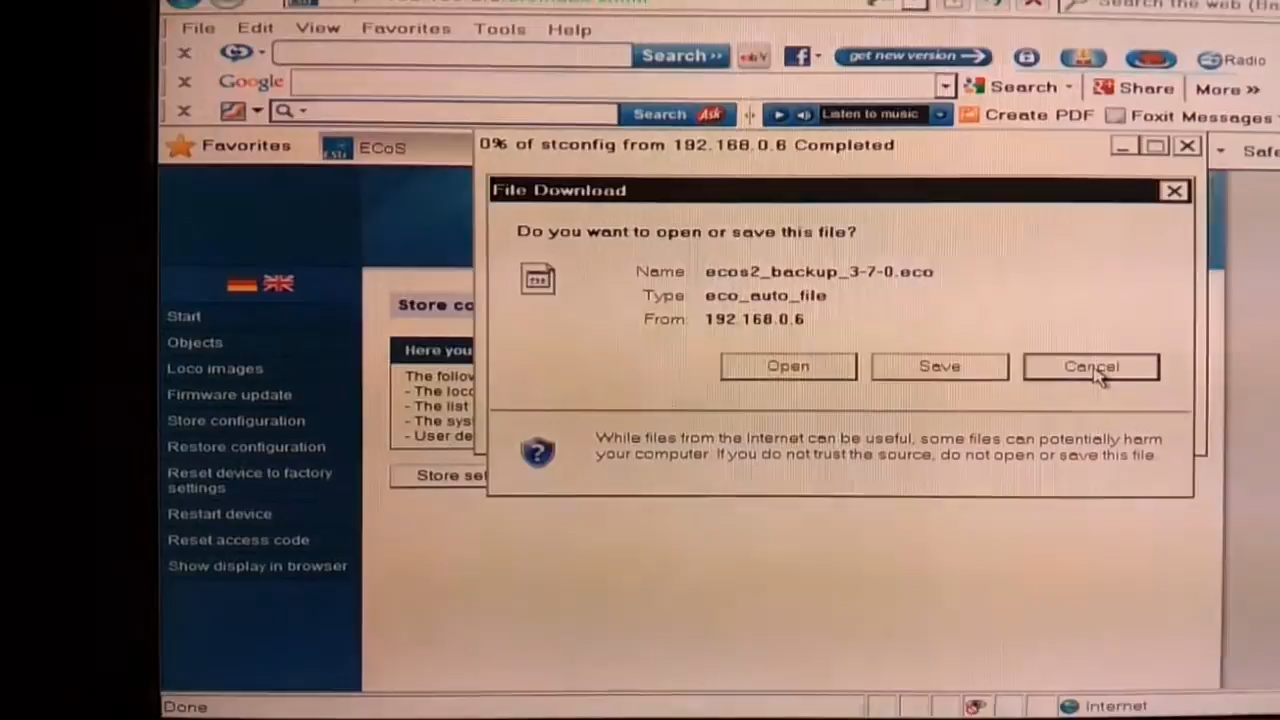 File Edit View Favorites Tools Help
Search >> ebY f get new version Radio
Google Search Share More >>
Search Ask Listen to music Create PDF Foxit Messages
Favorites ECoS 0% of stconfig from 192.168.0.6 Completed
File Download
Do you want to open or save this file?
Name ecos2_backup_3-7-0.eco
Type eco_auto_file
From: 192.168.0.6
Open Save Cancel
While files from the Internet can be useful, some files can potentially harm
your computer. If you do not trust the source, do not open or save this file.
Start
Objects
Loco images
Firmware update
Store configuration
Restore configuration
Reset device to factory
settings
Restart device
Reset access code
Show display in browser
Store co
Here you
The follow
- The loco
- The list
- The sys
- User de
Store set
Done Internet